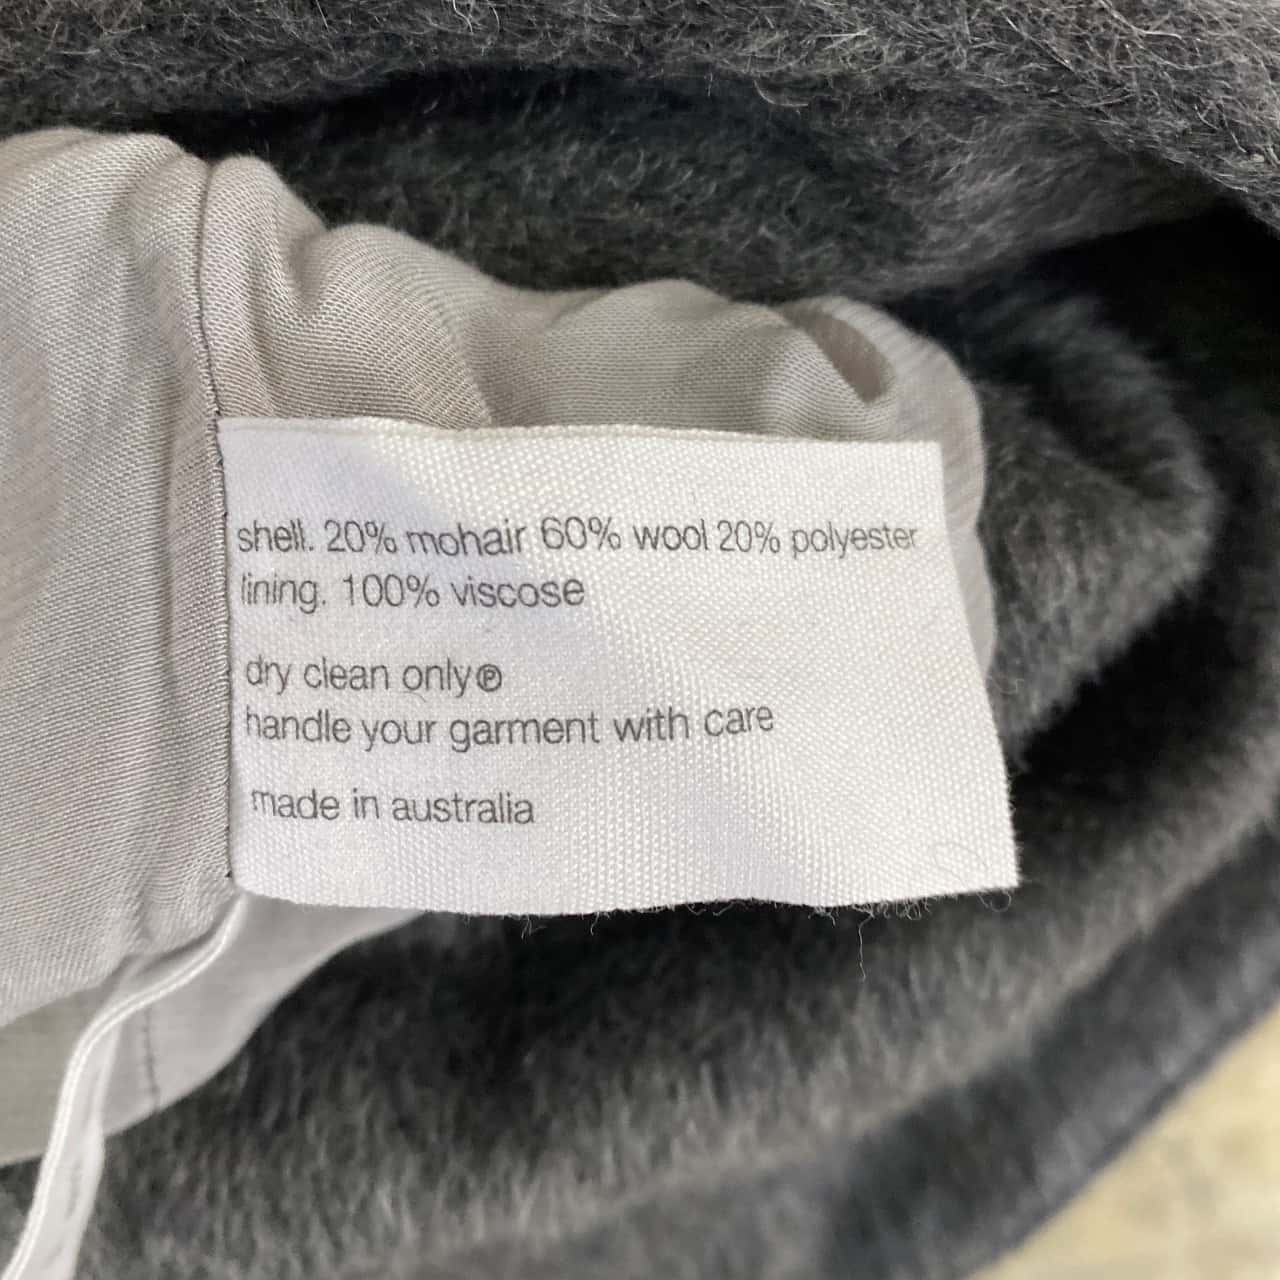 shell. 20% mohair 60% wool 20% polyester
lining. 100% viscose
dry clean onlyⓅ
handle your garment with care
made in australia